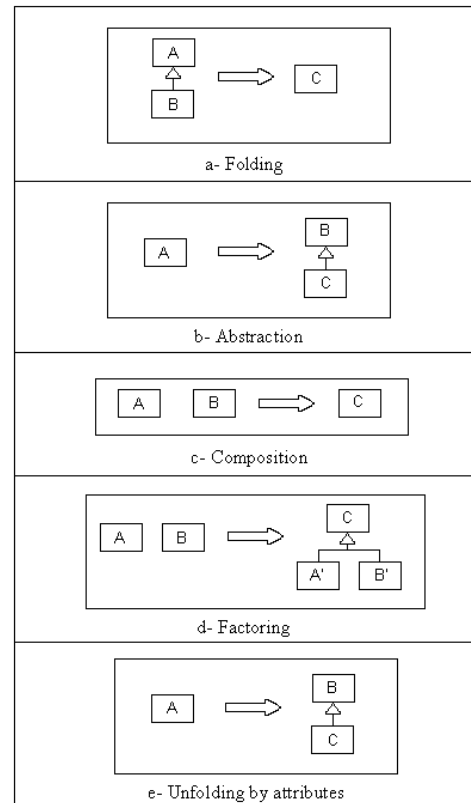 A
C
B
a- Folding
B
A
C
b- Abstraction
A B C
c- Composition
C
A B
A' B'
d- Factoring
B
A
C
e- Unfolding by attributes